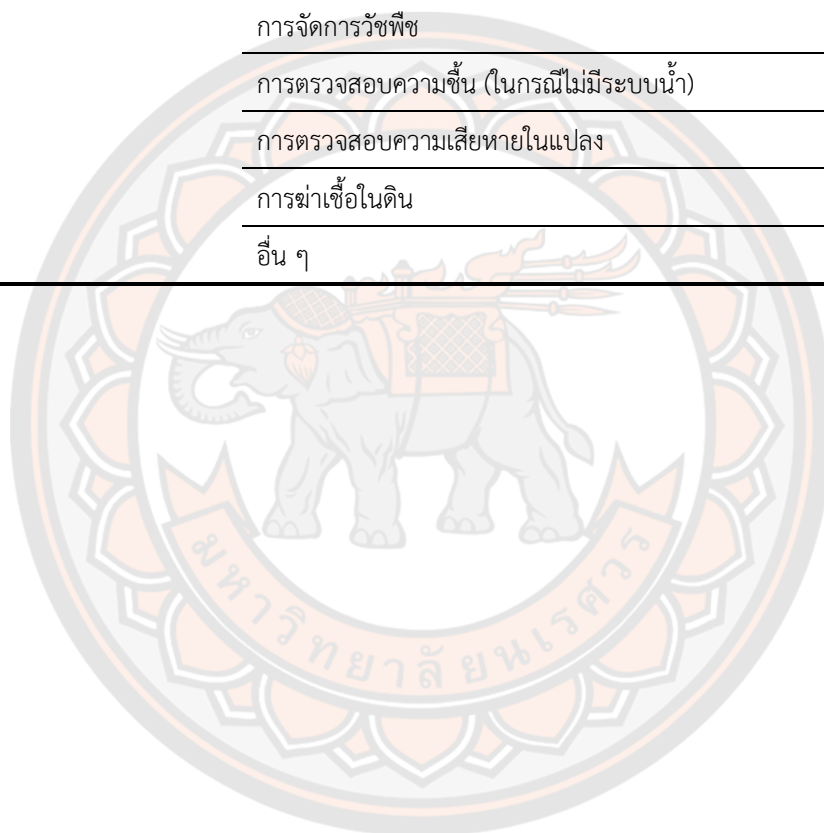 การจัดการวัชพืช
การตรวจสอบความชื้น (ในกรณีไม่มีระบบน้ำ)
การตรวจสอบความเสียหายในแปลง
การฆ่าเชื้อในดิน
อื่น ๆ
มหาวิทยาลัยนเรศวร